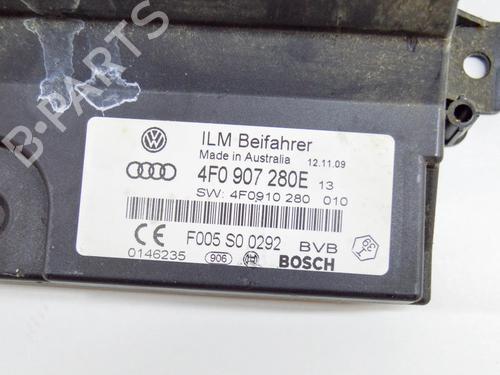 B-PARTS
ILM Beifahrer
Made in Australia 12.11.09
4F0 907 280E 13
SW: 4F0910 280 010
F005 S0 0292 BVB
0146235 906 BOSCH